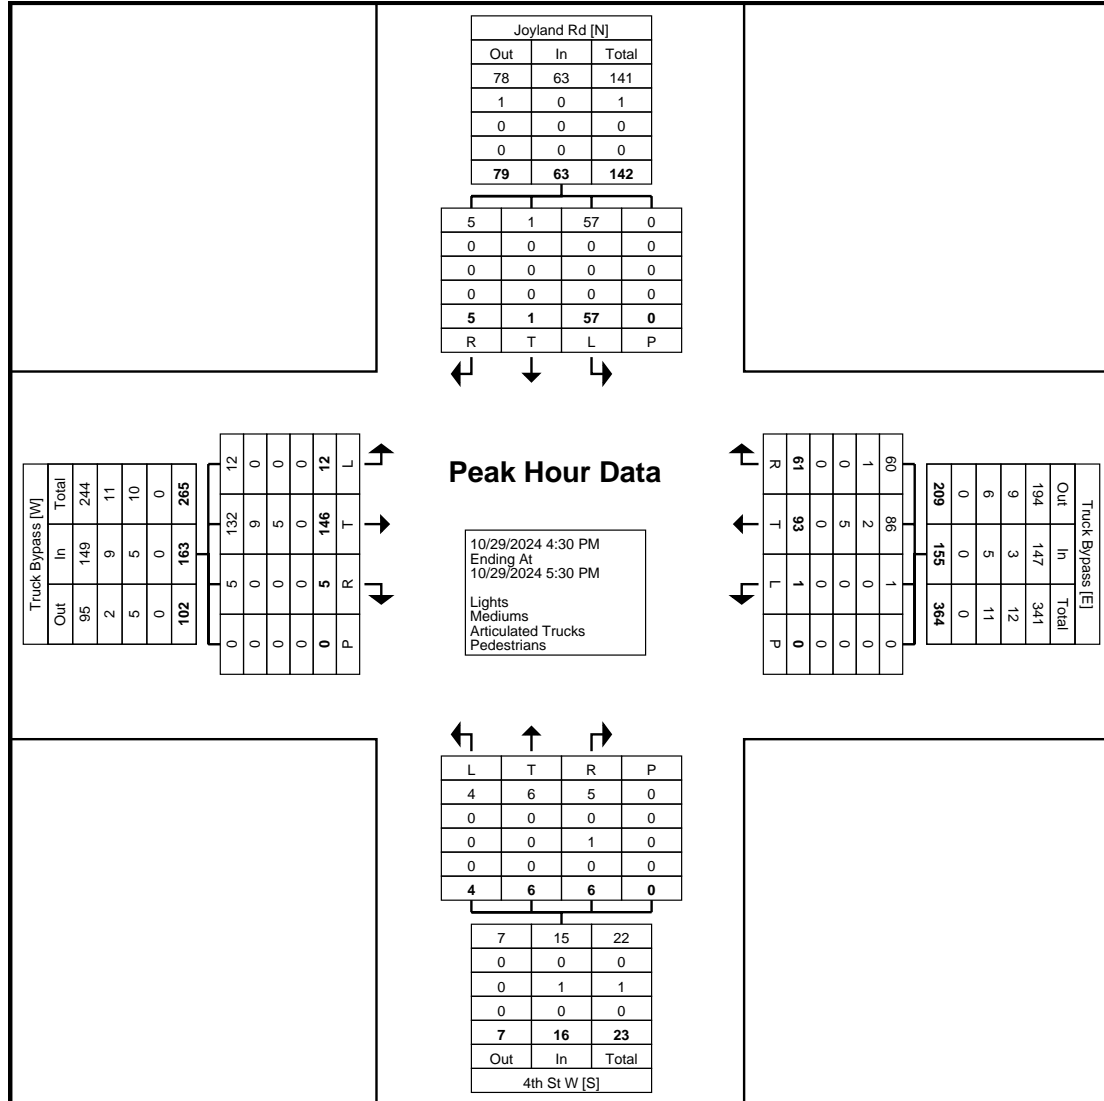 Joyland Rd [N]
Out In Total
78 63 141
1 0 1
0 0 0
0 0 0
79 63 142
5 1 57 0
0 0 0 0
0 0 0 0
0 0 0 0
5 1 57 0
R T L P
Truck Bypass [W]
Total 244 11 10 0 265
In 149 9 5 0 163
Out 95 2 5 0 102
12 0 0 0 12 L
132 9 5 0 146 T
5 0 0 0 5 R
0 0 0 0 0 P
Peak Hour Data
10/29/2024 4:30 PM
Ending At
10/29/2024 5:30 PM
Lights
Mediums
Articulated Trucks
Pedestrians
R 61 0 0 1 60
T 93 0 5 2 86
L 1 0 0 0 1
P 0 0 0 0 0
Truck Bypass [E]
Out 194 9 6 0 209
In 147 3 5 0 155
Total 341 12 11 0 364
L T R P
4 6 5 0
0 0 0 0
0 0 1 0
0 0 0 0
4 6 6 0
7 15 22
0 0 0
0 1 1
0 0 0
7 16 23
Out In Total
4th St W [S]